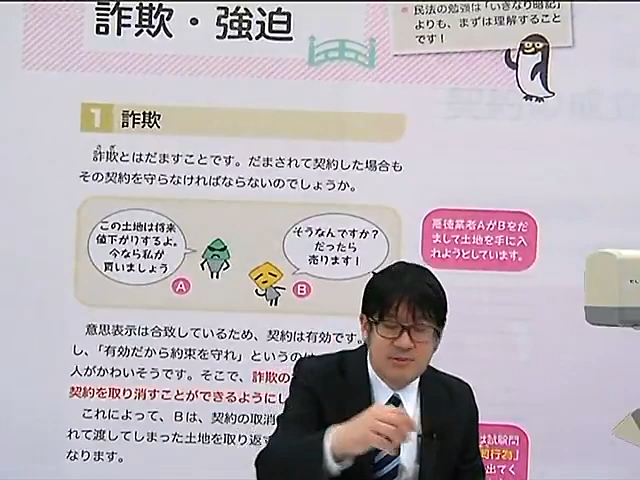 詐欺・強迫
民法の勉強は「いきなり暗記」
よりも、まずは理解すること
です！
1 詐欺
詐欺とはだますことです。だまされて契約した場合も
その契約を守らなければならないのでしょうか。
この土地は将来
値下がりするよ。
今なら私が
買いましょう
A
そうなんですか？
だったら
売ります！
B
悪徳業者AがBをだ
まして土地を手に入
れようとしています。
意思表示は合致しているため、契約は有効です。
し、「有効だから約束を守れ」というのは
人がかわいそうです。そこで、詐欺の
契約を取り消すことができるように
これによって、Bは、契約の取消
れて渡してしまった土地を取り返す
なります。
は試験問
行為」
出てく